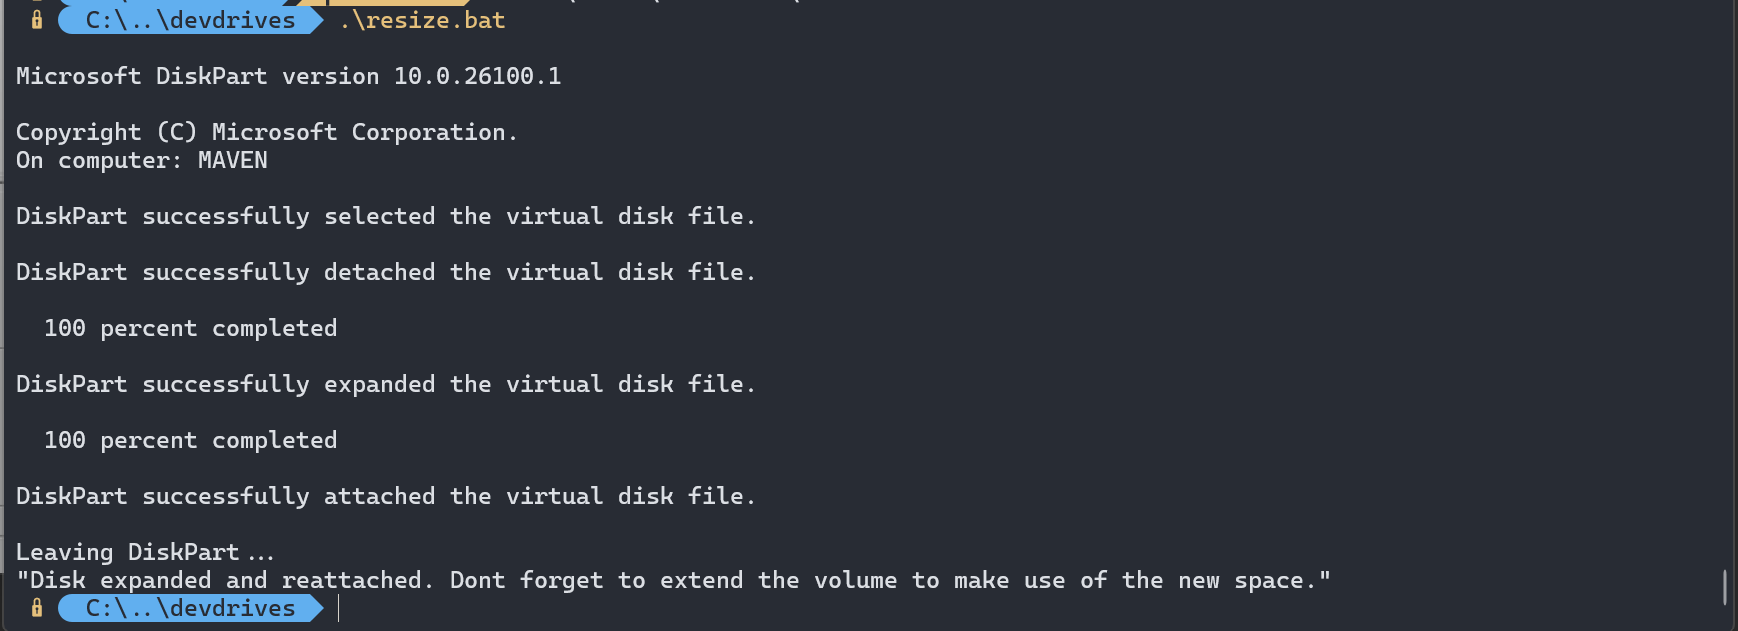 C:\..\devdrives .\resize.bat
Microsoft DiskPart version 10.0.26100.1
Copyright (C) Microsoft Corporation.
On computer: MAVEN
DiskPart successfully selected the virtual disk file.
DiskPart successfully detached the virtual disk file.
100 percent completed
DiskPart successfully expanded the virtual disk file.
100 percent completed
DiskPart successfully attached the virtual disk file.
Leaving DiskPart...
"Disk expanded and reattached. Dont forget to extend the volume to make use of the new space."
C:\..\devdrives